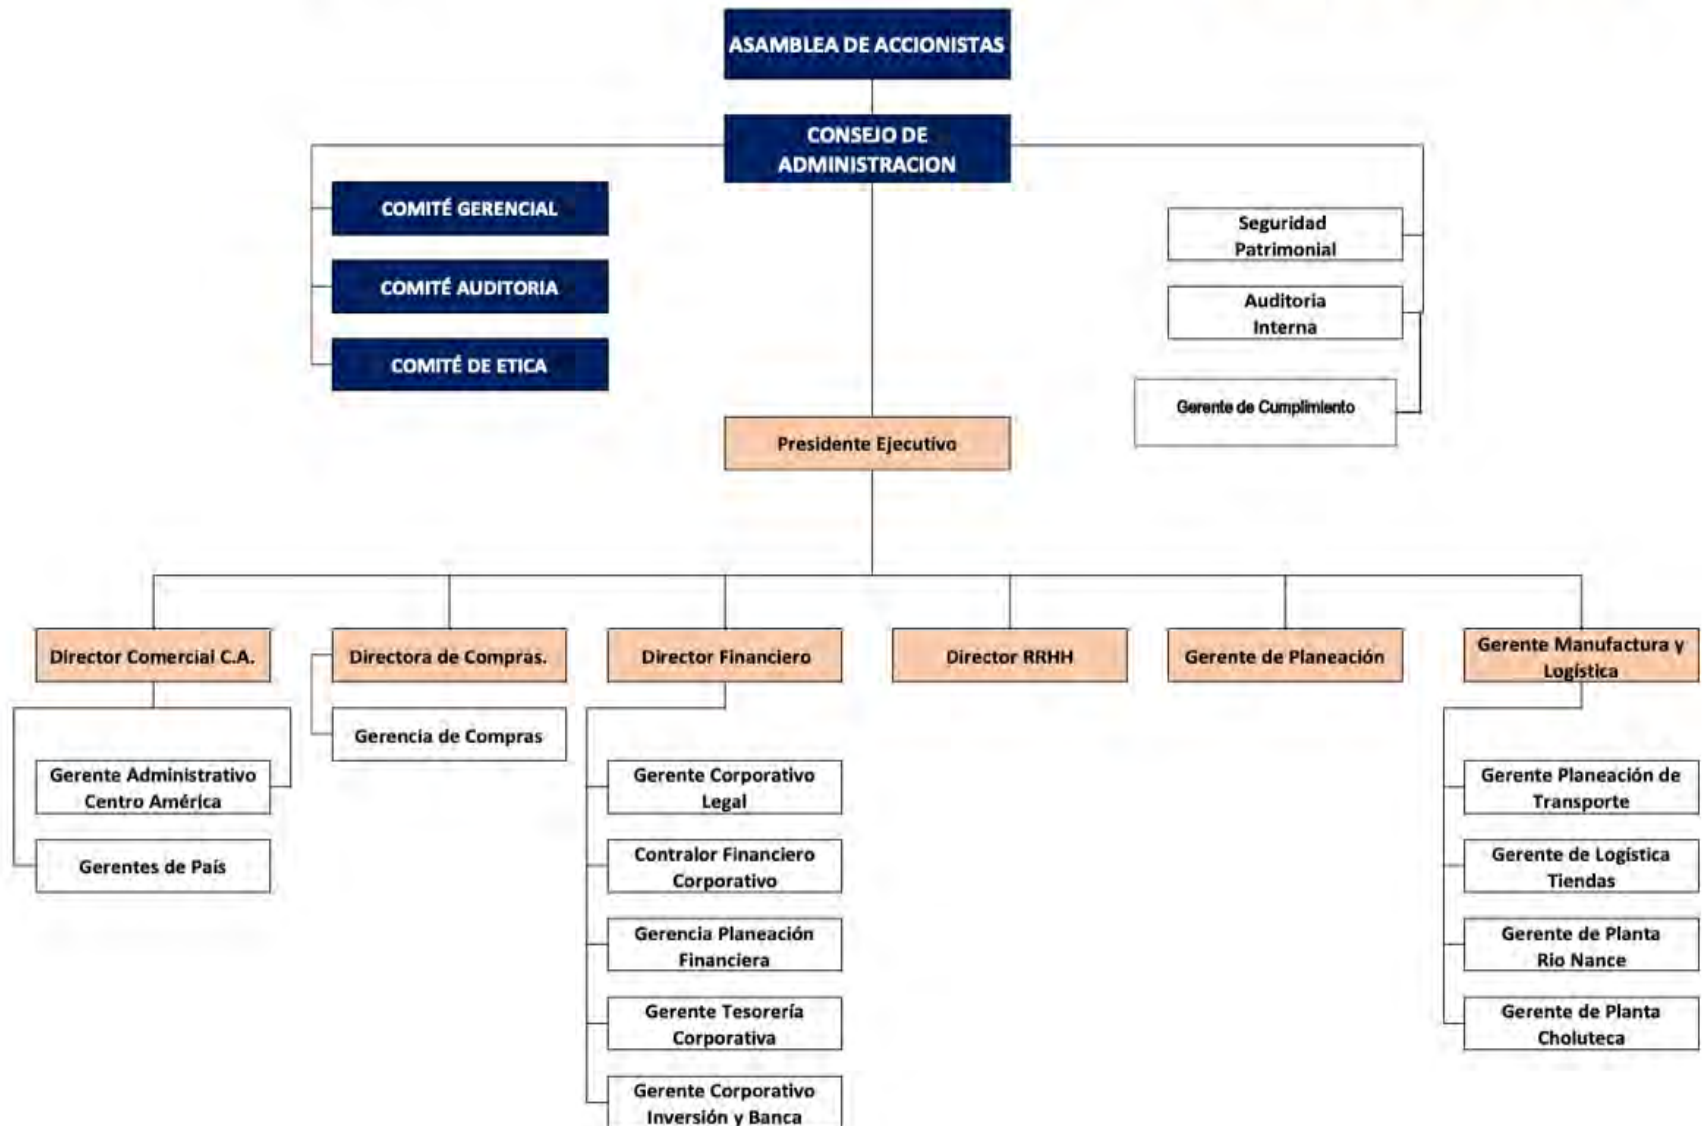 ASAMBLEA DE ACCIONISTAS
CONSEJO DE
ADMINISTRACION
COMITÉ GERENCIAL
COMITÉ AUDITORIA
COMITÉ DE ETICA
Seguridad
Patrimonial
Auditoria
Interna
Gerente de Cumplimiento
Presidente Ejecutivo
Director Comercial C.A.
Gerente Administrativo
Centro América
Gerentes de País
Directora de Compras.
Gerencia de Compras
Director Financiero
Gerente Corporativo
Legal
Contralor Financiero
Corporativo
Gerencia Planeación
Financiera
Gerente Tesorería
Corporativa
Gerente Corporativo
Inversión y Banca
Director RRHH
Gerente de Planeación
Gerente Manufactura y
Logística
Gerente Planeación de
Transporte
Gerente de Logística
Tiendas
Gerente de Planta
Rio Nance
Gerente de Planta
Choluteca